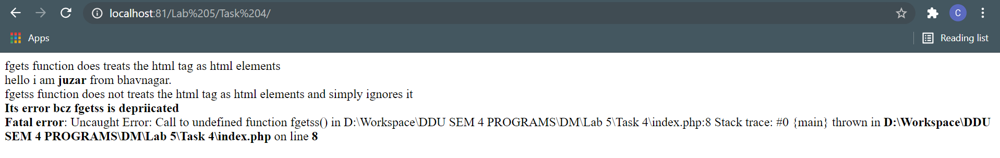 localhost:81/Lab%205/Task%204/
C
Apps
Reading list
fgets function does treats the html tag as html elements
hello i am juzar from bhavnagar.
fgetss function does not treats the html tag as html elements and simply ignores it
Its error bcz fgetss is depriicated
Fatal error: Uncaught Error: Call to undefined function fgetss() in D:\Workspace\DDU SEM 4 PROGRAMS\DM\Lab 5\Task 4\index.php:8 Stack trace: #0 {main} thrown in D:\Workspace\DDU
SEM 4 PROGRAMS\DM\Lab 5\Task 4\index.php on line 8